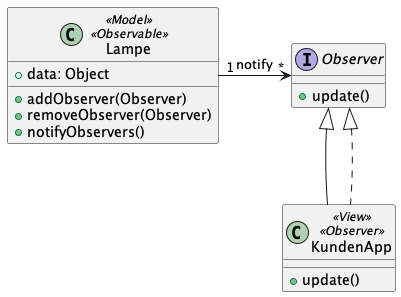 «Model»
«Observable»
C Lampe
data: Object
addObserver(Observer)
removeObserver(Observer)
notifyObservers()
1 notify *
I Observer
update()
«View»
«Observer»
C KundenApp
update()